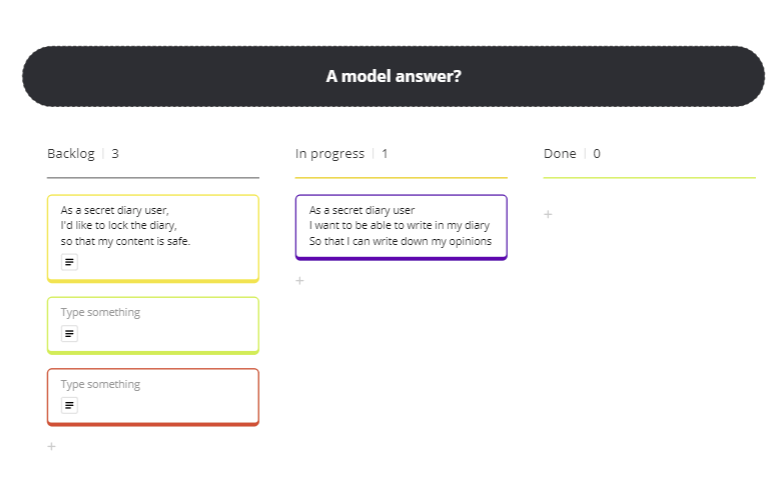 A model answer?
Backlog | 3
As a secret diary user,
I'd like to lock the diary,
so that my content is safe.
Type something
Type something
+
In progress | 1
As a secret diary user
I want to be able to write in my diary
So that I can write down my opinions
+
Done | 0
+